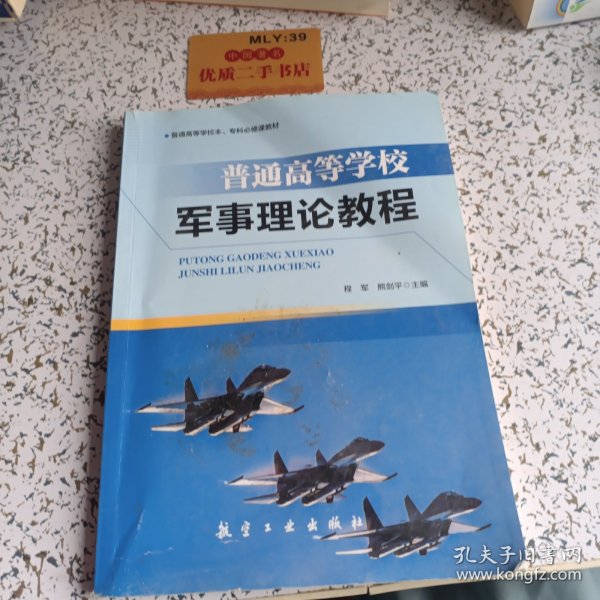 MLY:39
中国著名
优质二手书店
普通高等学校本、专科必修课教材
普通高等学校
军事理论教程
PUTONG GAODENG XUEXIAO
JUNSHI LILUN JIAOCHENG
程 军 熊剑平○主编
航空工业出版社
孔夫子旧书网
www.kongfz.com